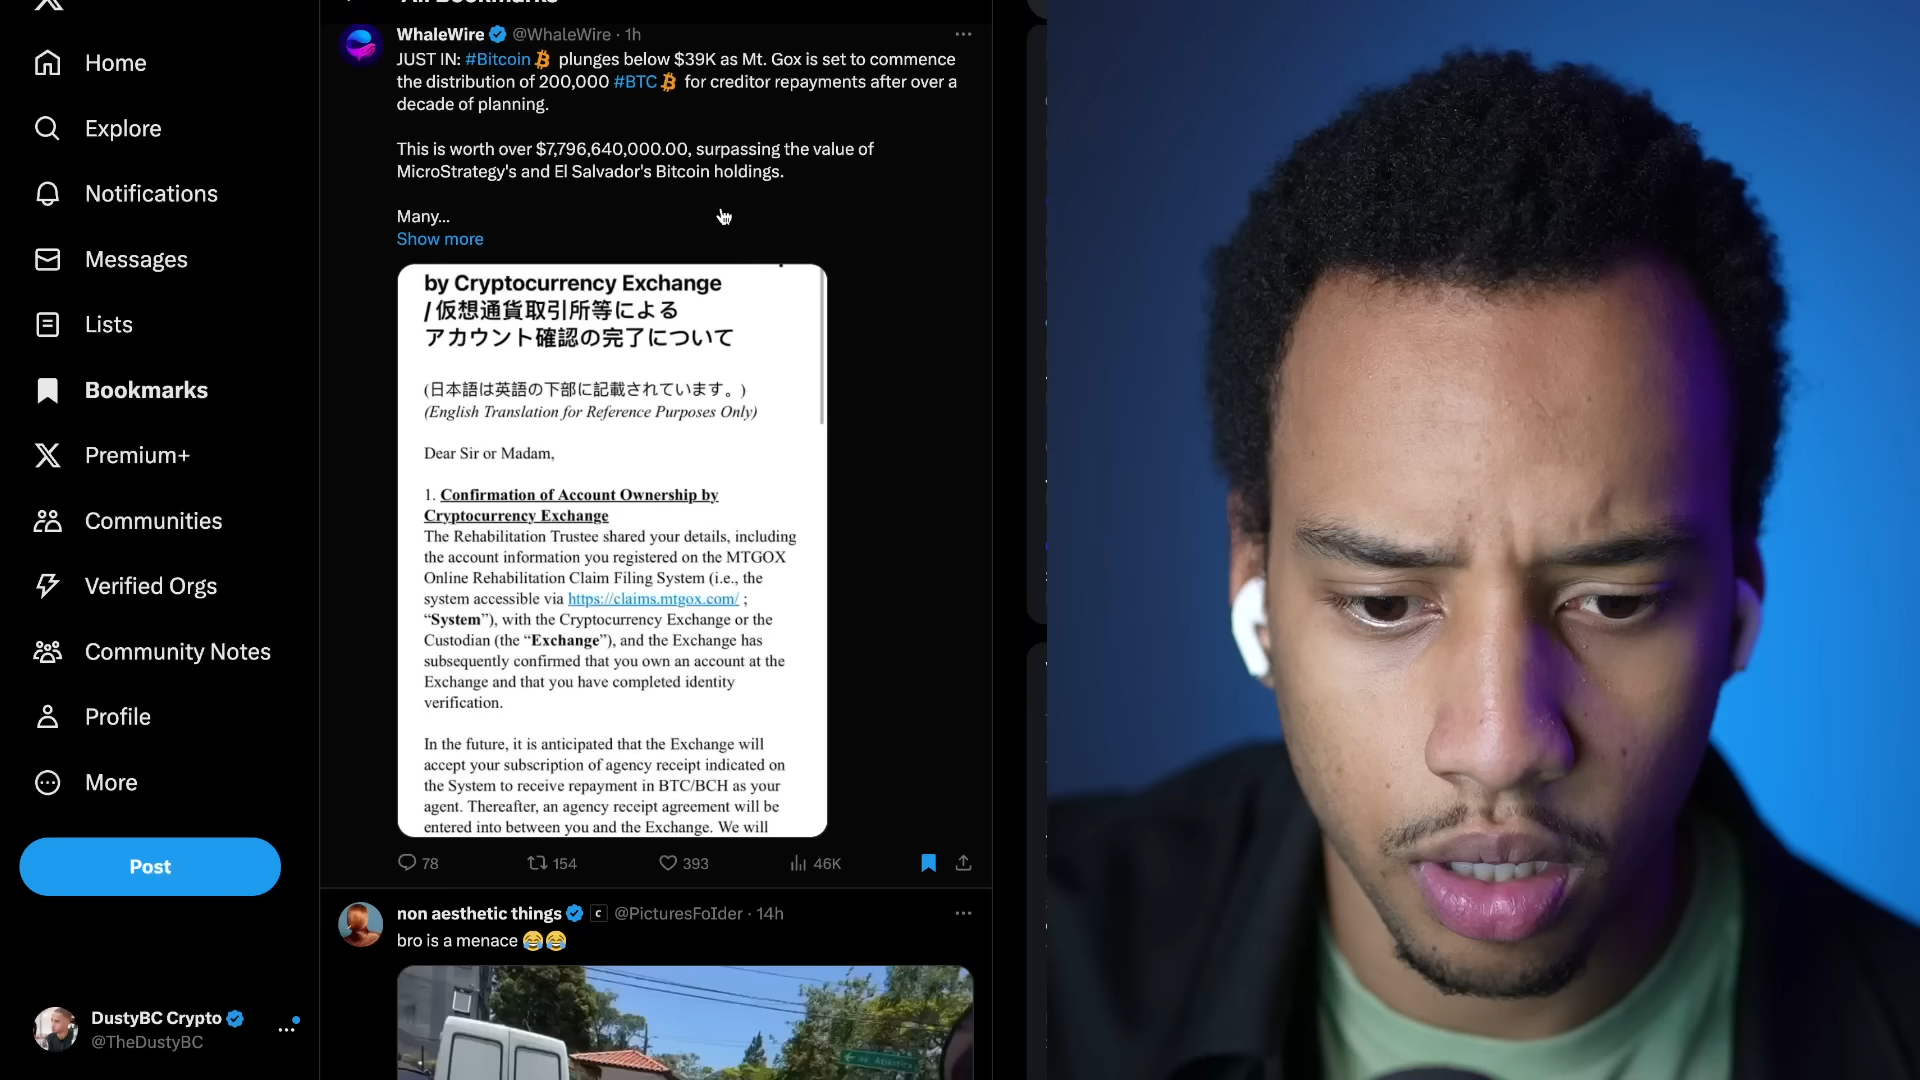 Home
Explore
Notifications
Messages
Lists
Bookmarks
Premium+
Communities
Verified Orgs
Community Notes
Profile
More
Post
DustyBC Crypto
@TheDustyBC
All Bookmarks
WhaleWire @WhaleWire · 1h
JUST IN: #Bitcoin plunges below $39K as Mt. Gox is set to commence
the distribution of 200,000 #BTC for creditor repayments after over a
decade of planning.
This is worth over $7,796,640,000.00, surpassing the value of
MicroStrategy's and El Salvador's Bitcoin holdings.
Many...
Show more
by Cryptocurrency Exchange
/ 仮想通貨取引所等による
アカウント確認の完了について
(日本語は英語の下部に記載されています。)
(English Translation for Reference Purposes Only)
Dear Sir or Madam,
1. Confirmation of Account Ownership by
Cryptocurrency Exchange
The Rehabilitation Trustee shared your details, including
the account information you registered on the MTGOX
Online Rehabilitation Claim Filing System (i.e., the
system accessible via https://claims.mtgox.com/ ;
“System”), with the Cryptocurrency Exchange or the
Custodian (the “Exchange”), and the Exchange has
subsequently confirmed that you own an account at the
Exchange and that you have completed identity
verification.
In the future, it is anticipated that the Exchange will
accept your subscription of agency receipt indicated on
the System to receive repayment in BTC/BCH as your
agent. Thereafter, an agency receipt agreement will be
entered into between you and the Exchange. We will
78 154 393 46K
non aesthetic things @PicturesFoIder · 14h
bro is a menace 😂😂